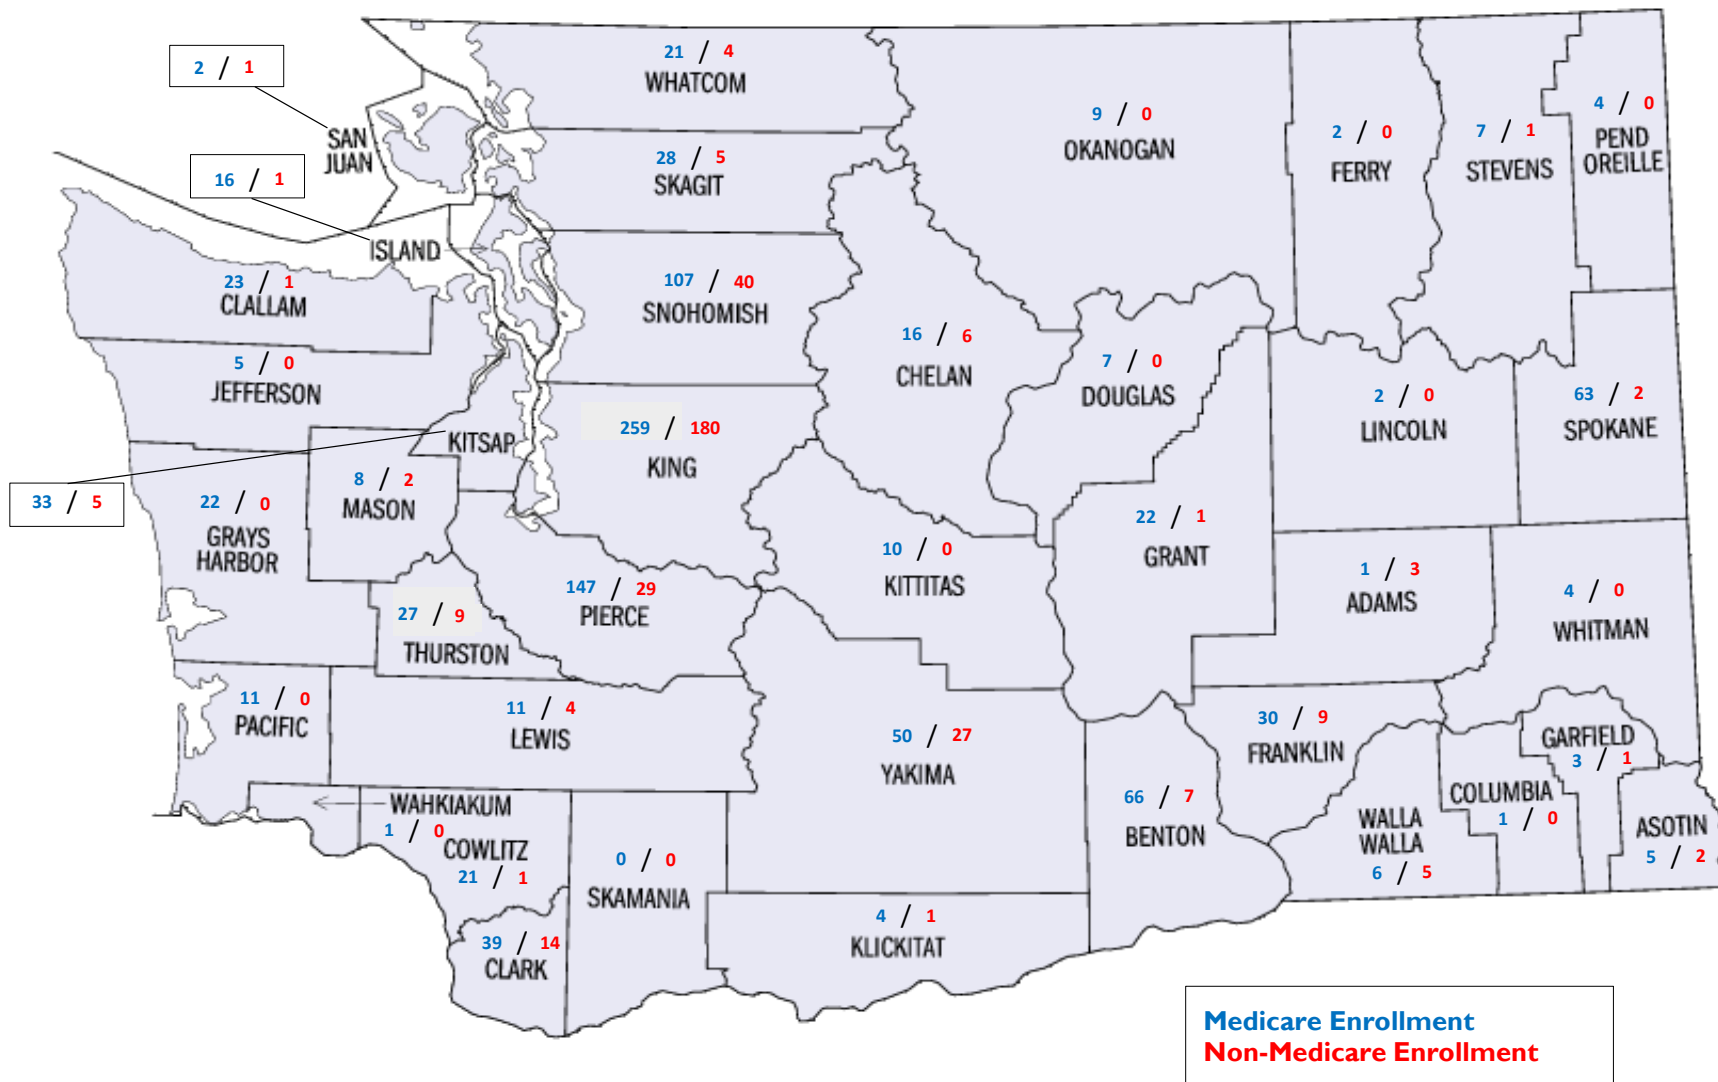 21 / 4
WHATCOM
2 / 1
SAN
JUAN
9 / 0
OKANOGAN
2 / 0
FERRY
7 / 1
STEVENS
4 / 0
PEND
OREILLE
28 / 5
SKAGIT
16 / 1
ISLAND
23 / 1
CLALLAM
107 / 40
SNOHOMISH
16 / 6
CHELAN
7 / 0
DOUGLAS
5 / 0
JEFFERSON
2 / 0
LINCOLN
63 / 2
SPOKANE
259 / 180
KING
KITSAP
33 / 5
8 / 2
MASON
22 / 0
GRAYS
HARBOR
22 / 1
GRANT
10 / 0
KITTITAS
1 / 3
ADAMS
4 / 0
WHITMAN
147 / 29
PIERCE
27 / 9
THURSTON
11 / 0
PACIFIC
11 / 4
LEWIS
50 / 27
YAKIMA
30 / 9
FRANKLIN
GARFIELD
3 / 1
66 / 7
BENTON
WALLA
WALLA
6 / 5
COLUMBIA
1 / 0
ASOTIN
5 / 2
WAHKIAKUM
1 / 0
COWLITZ
21 / 1
0 / 0
SKAMANIA
4 / 1
KLICKITAT
39 / 14
CLARK
Medicare Enrollment
Non-Medicare Enrollment